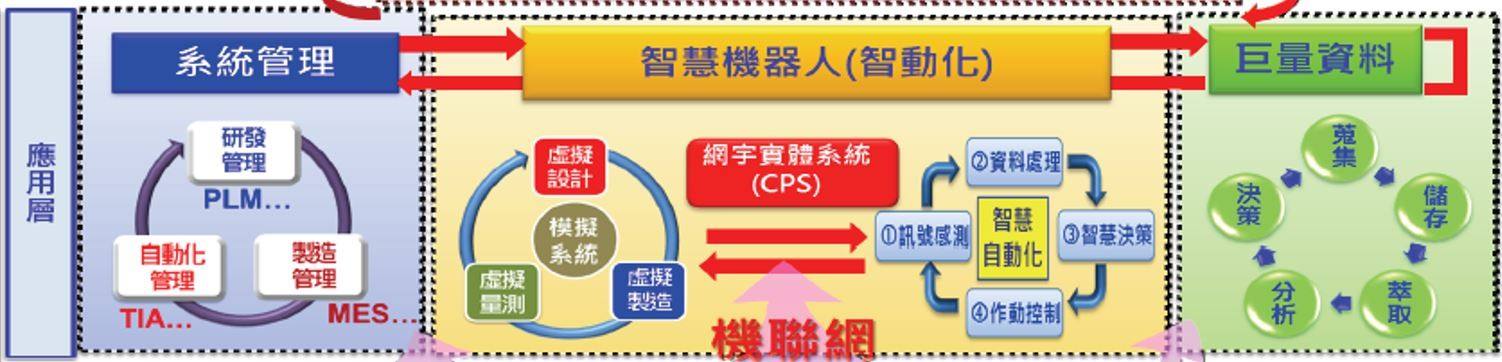 應用層
系統管理
研發
管理
PLM...
自動化
管理
TIA...
製造
管理
MES...
智慧機器人(智動化)
虛擬
設計
模擬
系統
虛擬
量測
虛擬
製造
網宇實體系統
(CPS)
機聯網
①訊號感測
②資料處理
③智慧決策
④作動控制
智慧
自動化
巨量資料
蒐集
儲存
萃取
分析
決策